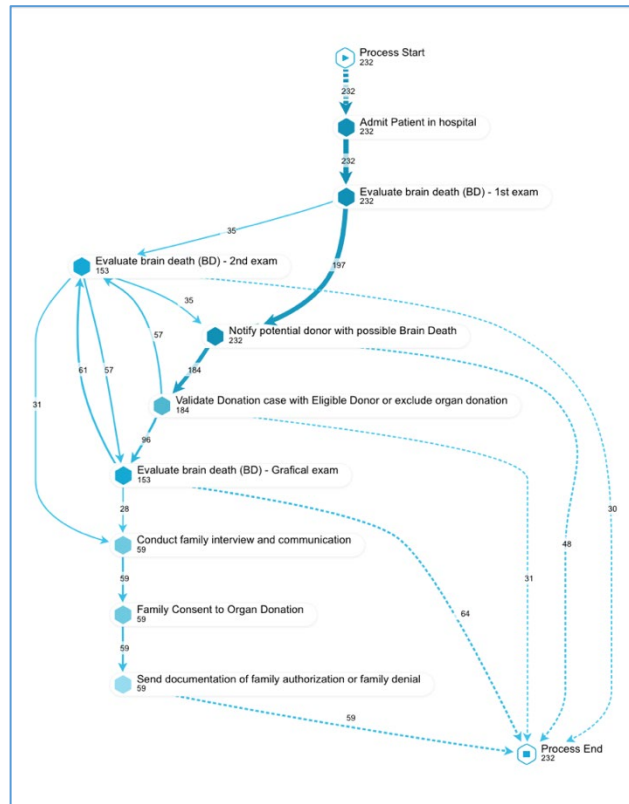 Process Start
232
232
Admit Patient in hospital
232
232
Evaluate brain death (BD) - 1st exam
232
35
197
Evaluate brain death (BD) - 2nd exam
153
35
57
61
57
31
Notify potential donor with possible Brain Death
232
184
Validate Donation case with Eligible Donor or exclude organ donation
184
96
Evaluate brain death (BD) - Grafical exam
153
28
30
48
31
64
Conduct family interview and communication
59
59
Family Consent to Organ Donation
59
59
Send documentation of family authorization or family denial
59
59
Process End
232